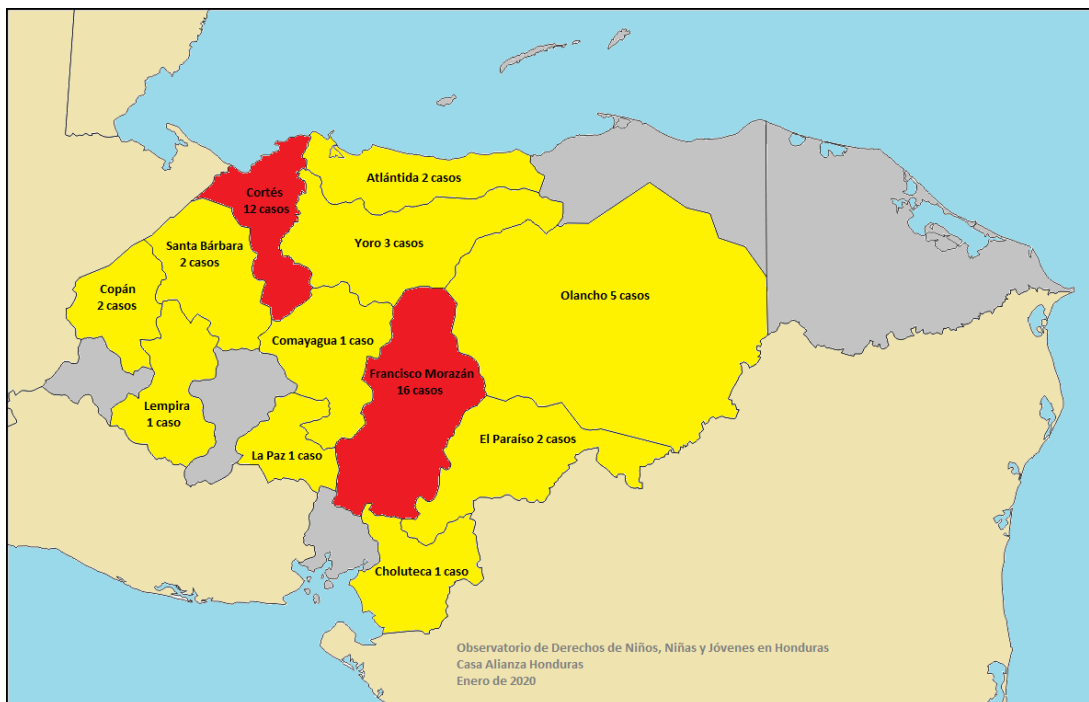 Atlántida 2 casos
Cortés
12 casos
Yoro 3 casos
Santa Bárbara
2 casos
Copán
2 casos
Olancho 5 casos
Comayagua 1 caso
Francisco Morazán
16 casos
Lempira
1 caso
El Paraíso 2 casos
La Paz 1 caso
Choluteca 1 caso
Observatorio de Derechos de Niños, Niñas y Jóvenes en Honduras
Casa Alianza Honduras
Enero de 2020